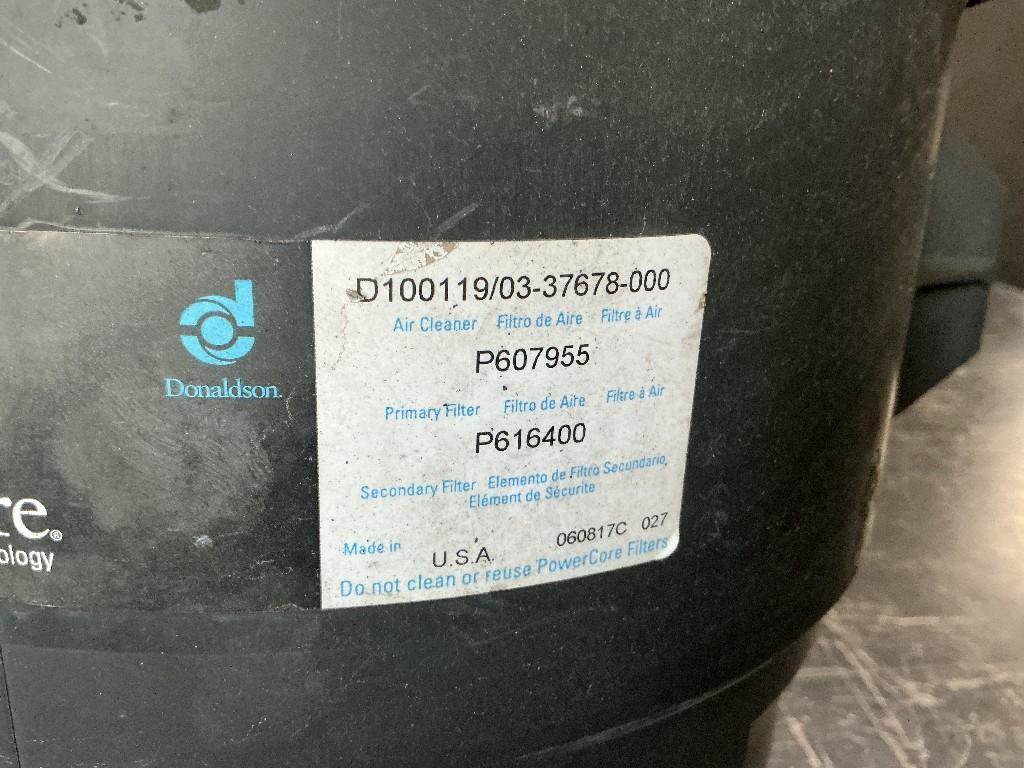 Donaldson.
re®
ology
D100119/03-37678-000
Air Cleaner Filtro de Aire Filtre à Air
P607955
Primary Filter Filtro de Aire Filtre à Air
P616400
Secondary Filter Elemento de Filtro Secundario,
Elément de Sécurite
Made in U.S.A. 060817C 027
Do not clean or reuse PowerCore Filters